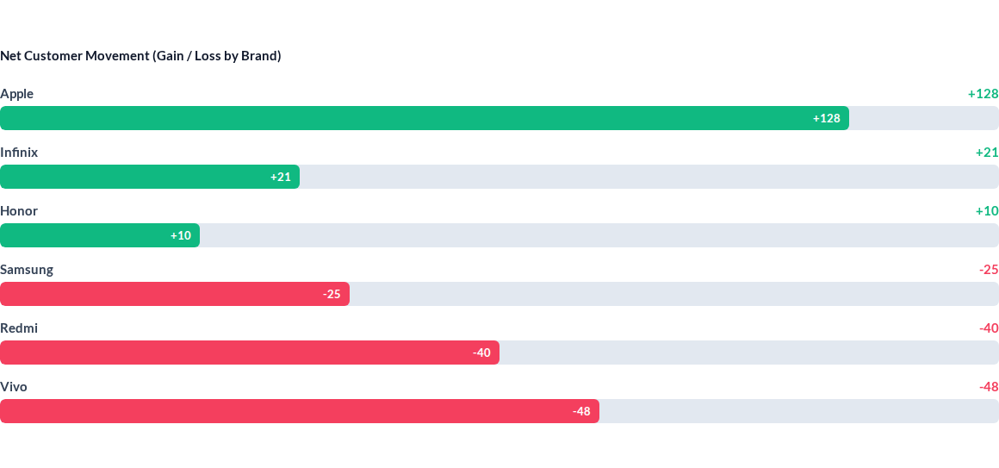 Net Customer Movement (Gain / Loss by Brand)
Apple +128
+128
Infinix +21
+21
Honor +10
+10
Samsung -25
-25
Redmi -40
-40
Vivo -48
-48